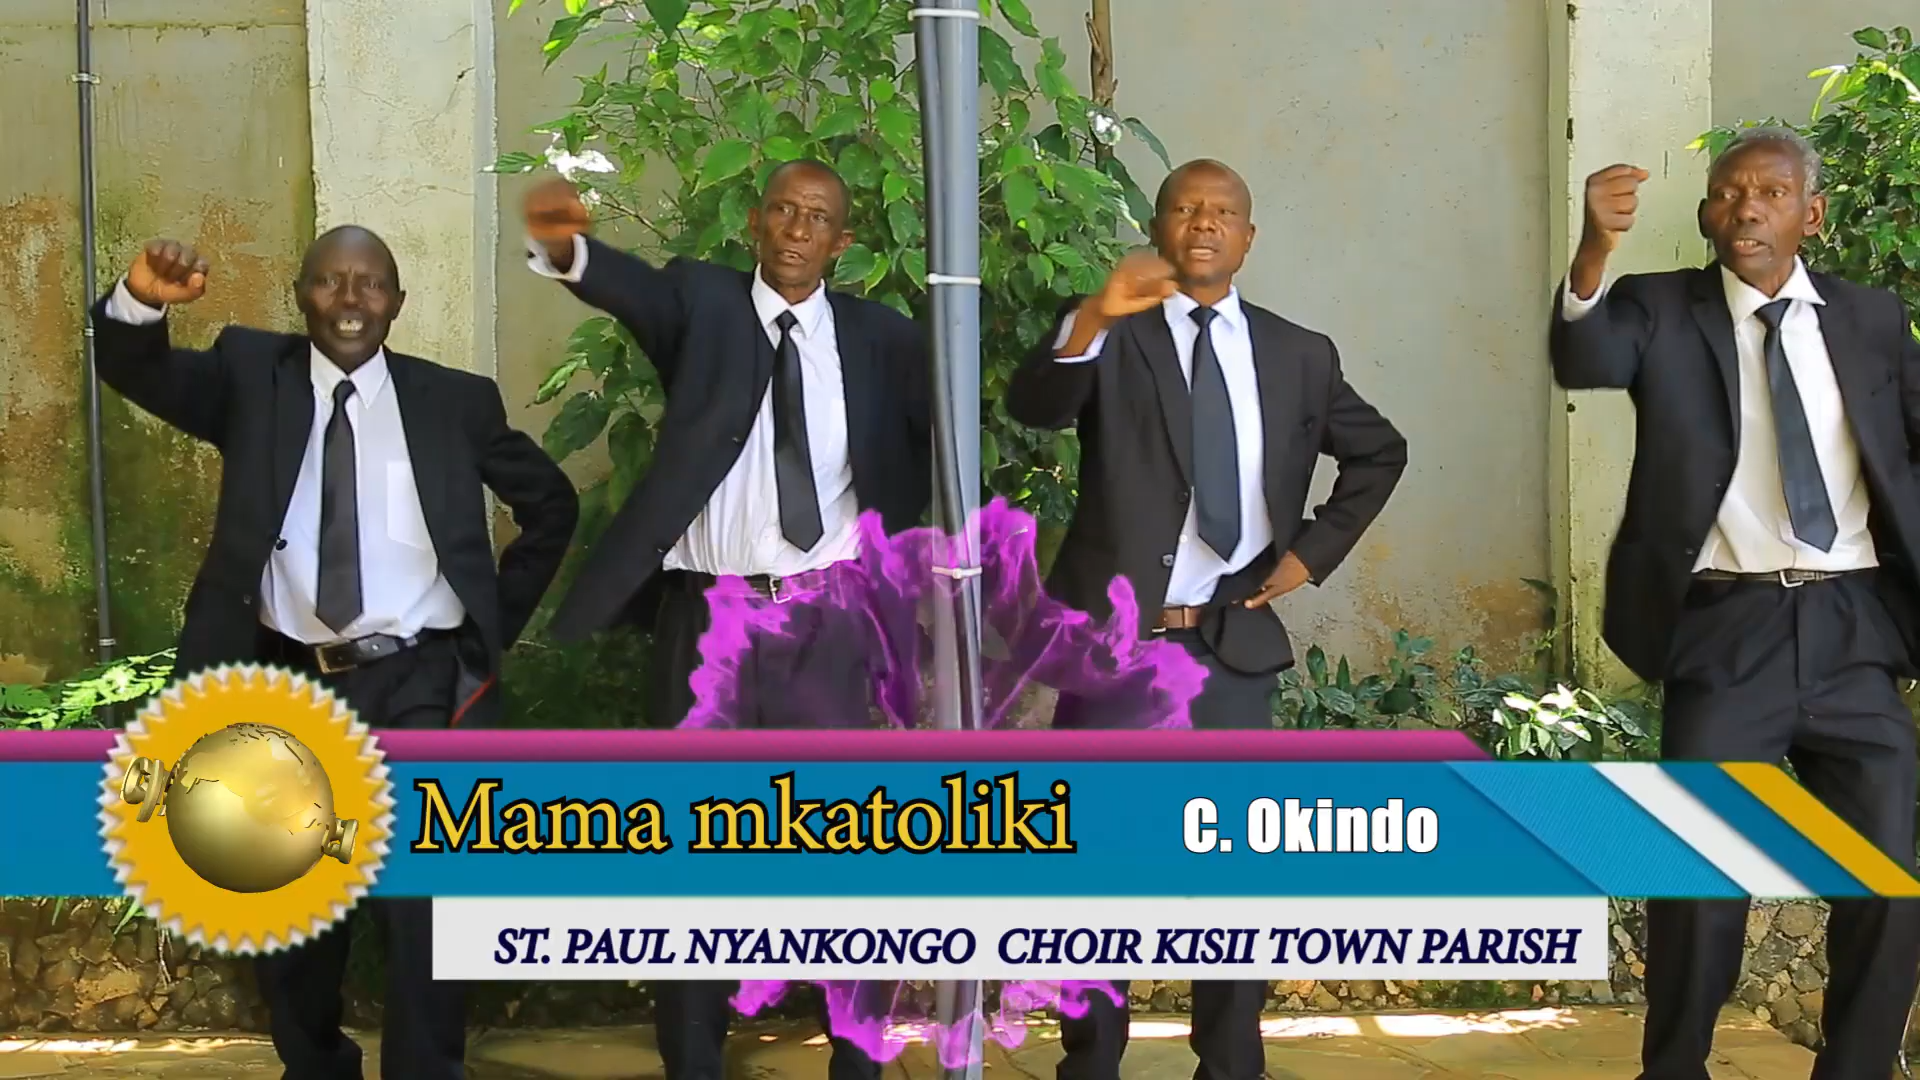 Mama mkatoliki
C. Okindo
ST. PAUL NYANKONGO CHOIR KISII TOWN PARISH